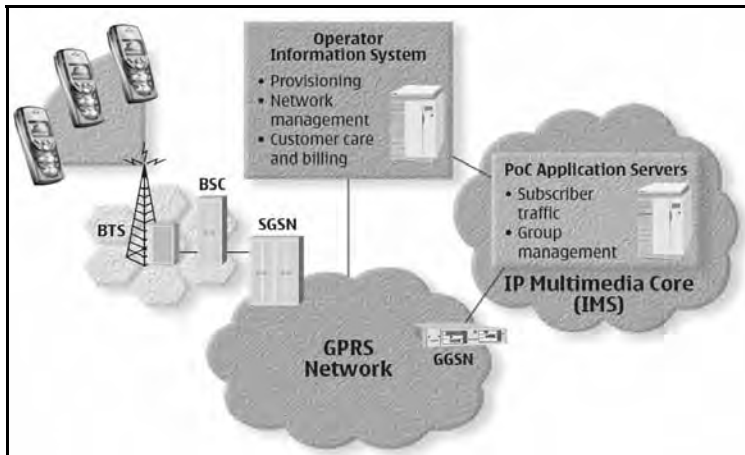 Operator
Information System
• Provisioning
• Network
management
• Customer care
and billing
PoC Application Servers
• Subscriber
traffic
• Group
management
IP Multimedia Core
(IMS)
BSC
BTS
SGSN
GPRS
Network
GGSN